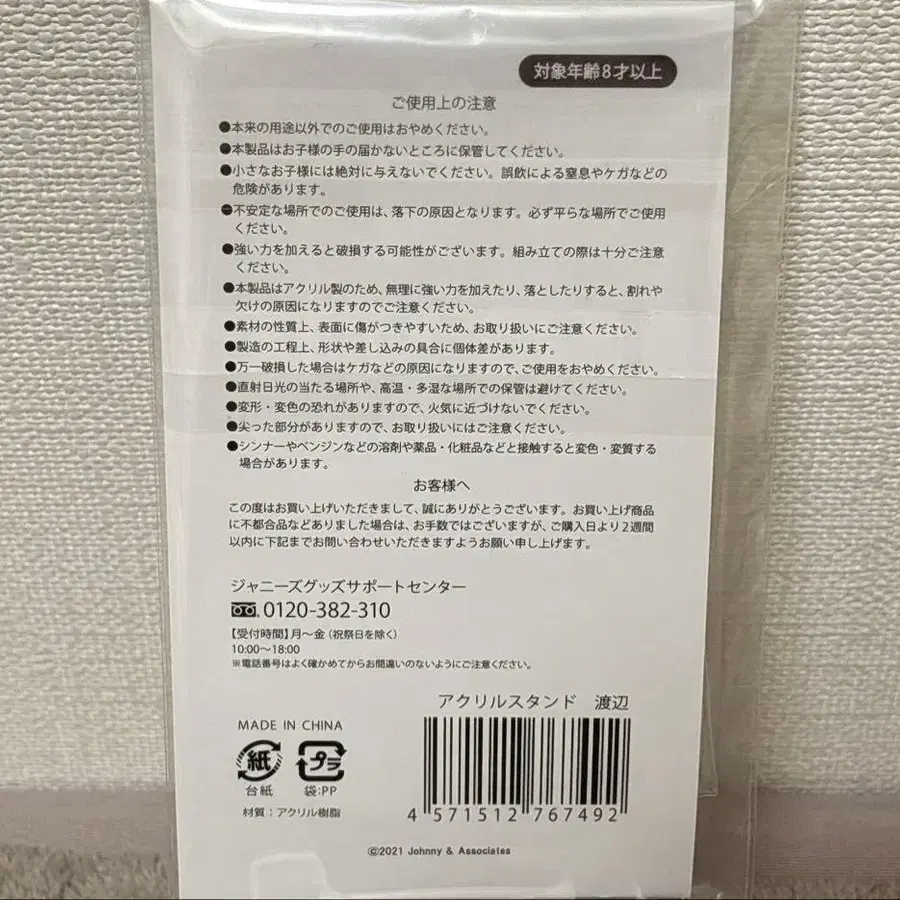 対象年齢8才以上
ご使用上の注意
●本来の用途以外でのご使用はおやめください。
●本製品はお子様の手の届かないところに保管してください。
●小さなお子様には絶対に与えないでください。誤飲による窒息やケガなどの
危険があります。
●不安定な場所でのご使用は、落下の原因となります。必ず平らな場所でご使用
ください。
●強い力を加えると破損する可能性がございます。組み立ての際は十分ご注意
ください。
●本製品はアクリル製のため、無理に強い力を加えたり、落としたりすると、割れや
欠けの原因になりますのでご注意ください。
●素材の性質上、表面に傷がつきやすいため、お取り扱いにご注意ください。
●製造の工程上、形状や差し込みの具合に個体差があります。
●万一破損した場合はケガなどの原因になりますので、ご使用をおやめください。
●直射日光の当たる場所や、高温・多湿な場所での保管は避けてください。
●変形・変色の恐れがありますので、火気に近づけないでください。
●尖った部分がありますので、お取り扱いにはご注意ください。
●シンナーやベンジンなどの溶剤や薬品・化粧品などと接触すると変色・変質する
場合があります。
お客様へ
この度はお買い上げいただきまして、誠にありがとうございます。お買い上げ商品
に不都合品などありました場合は、お手数ではございますが、ご購入日より2週間
以内に下記までお問い合わせいただきますようお願い申し上げます。
ジャニーズグッズサポートセンター
0120-382-310
【受付時間】月〜金（祝祭日を除く）
10:00〜18:00
※電話番号はよく確かめてからお間違いのないようにご注意ください。
アクリルスタンド 渡辺
MADE IN CHINA
紙 プラ
台紙 袋:PP
材質：アクリル樹脂
4 571512 767492
©2021 Johnny & Associates